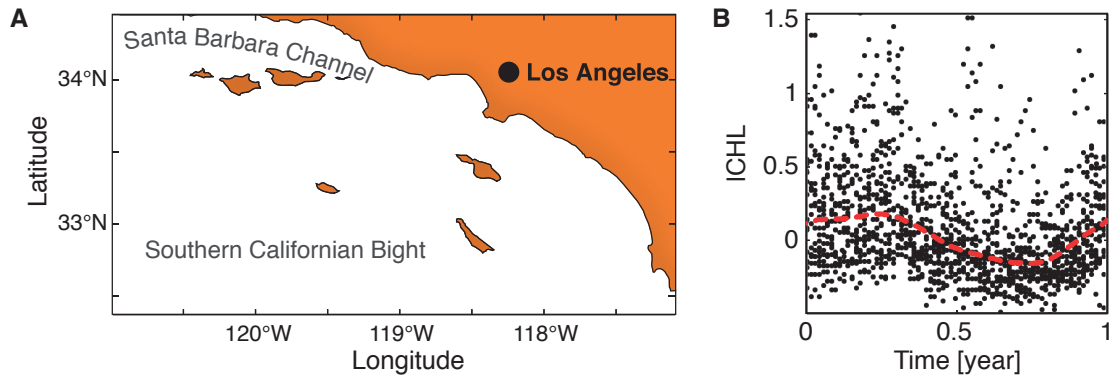 A
Santa Barbara Channel
Los Angeles
34°N
33°N
Latitude
Southern Californian Bight
120°W 119°W 118°W
Longitude
B
1.5
1
0.5
0
ICHL
0 0.5 1
Time [year]